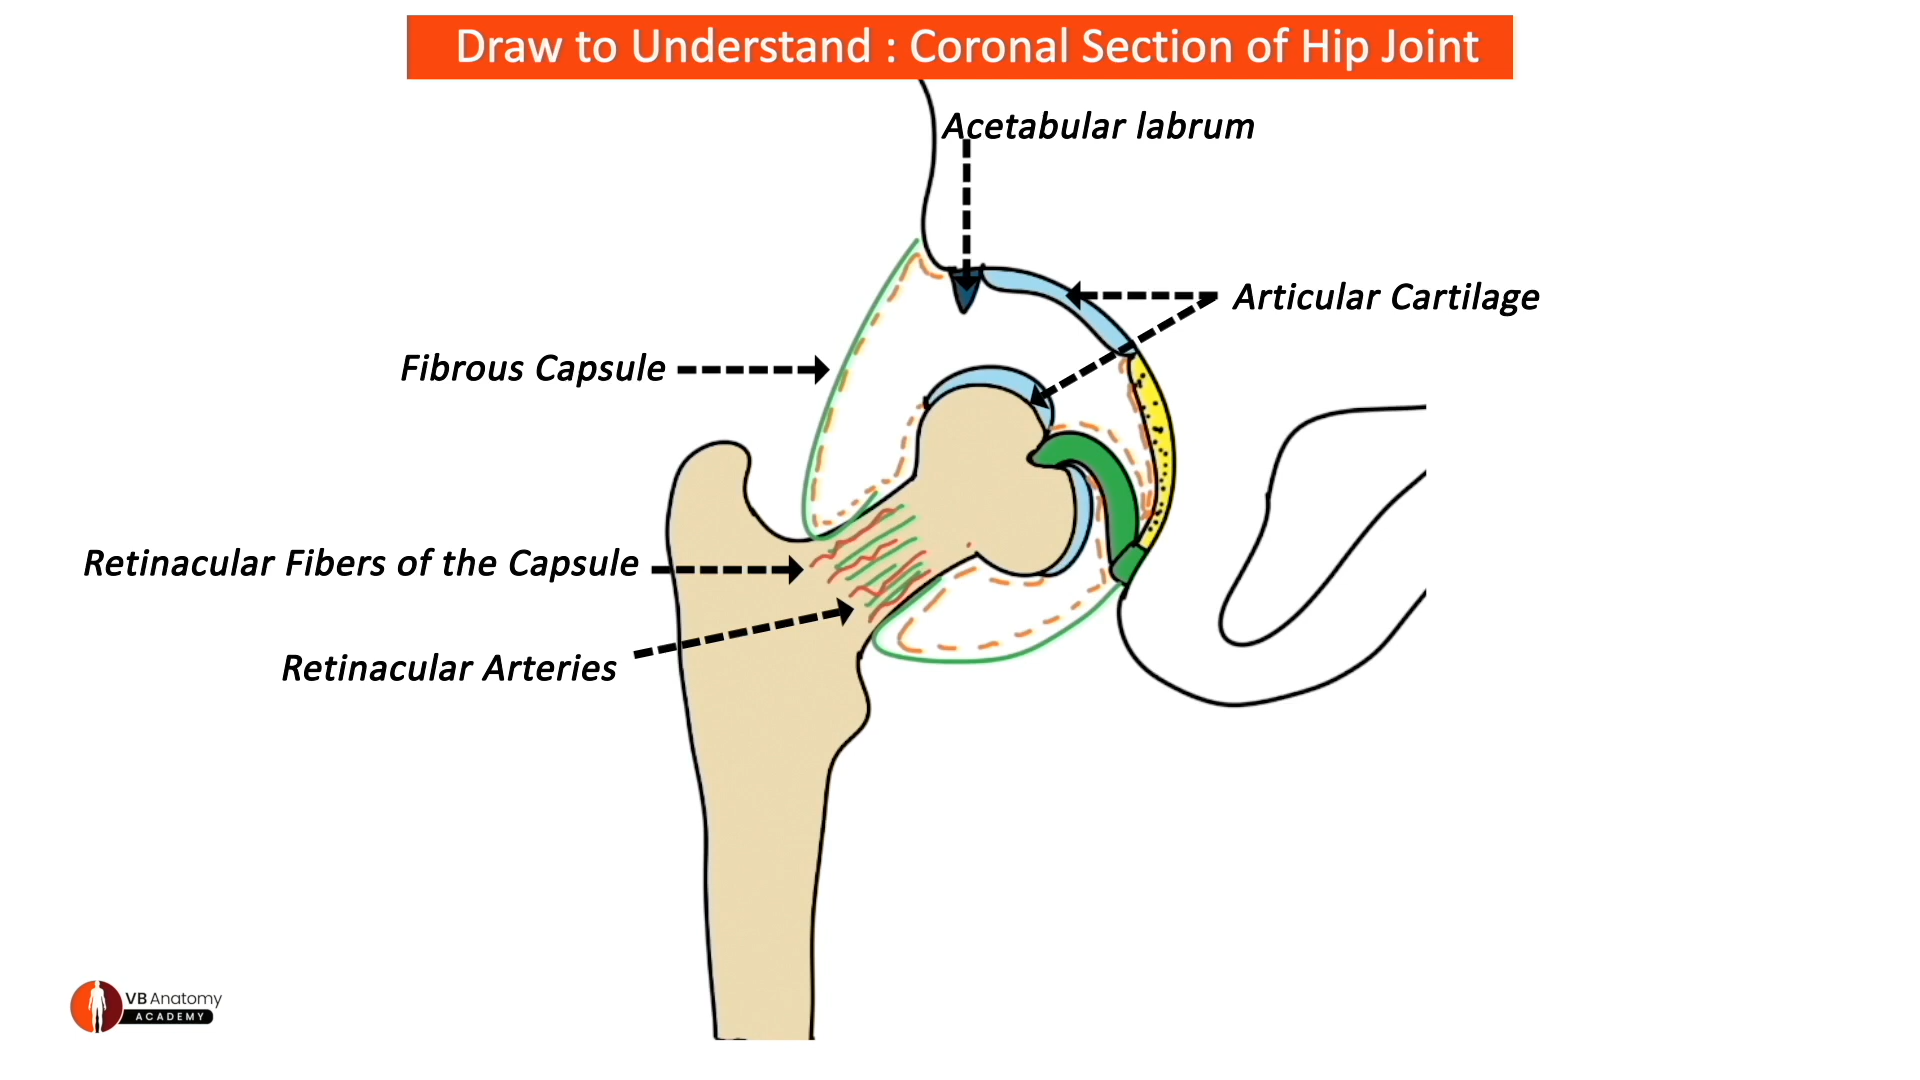 Draw to Understand : Coronal Section of Hip Joint
Acetabular labrum
Articular Cartilage
Fibrous Capsule
Retinacular Fibers of the Capsule
Retinacular Arteries
VB Anatomy
ACADEMY